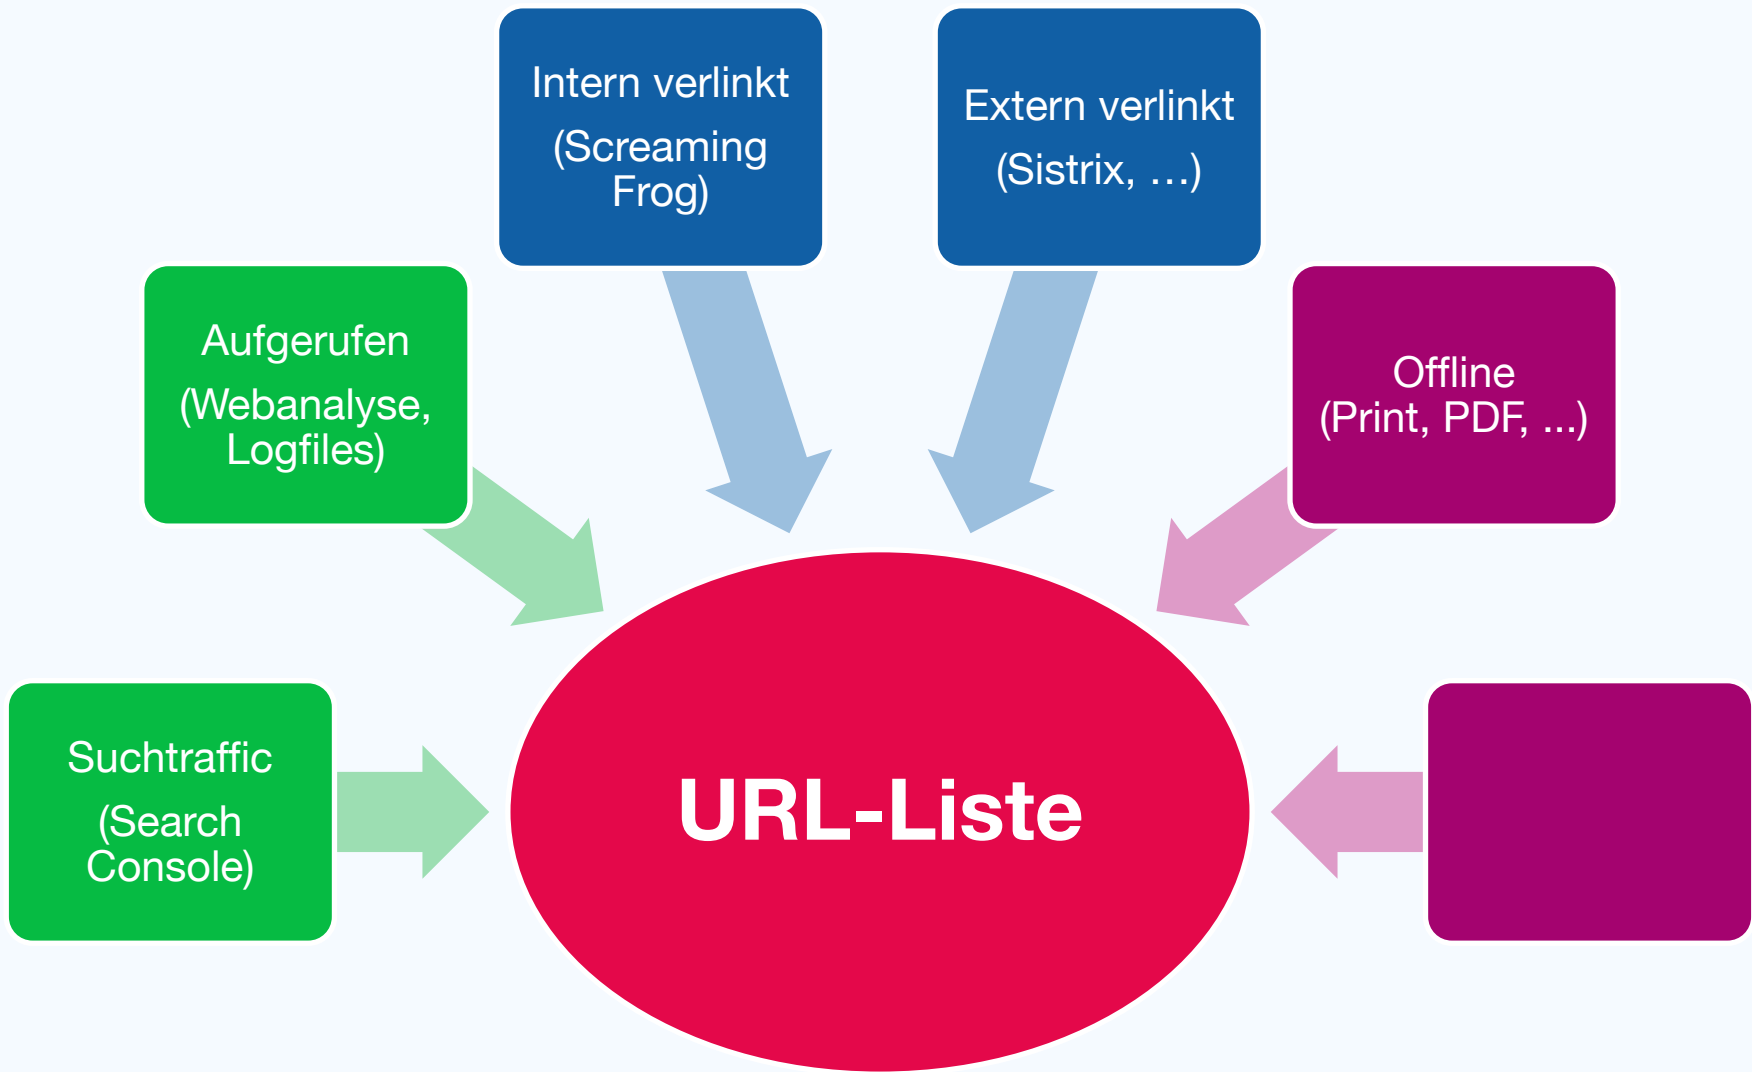 Intern verlinkt
(Screaming
Frog)
Extern verlinkt
(Sistrix, …)
Aufgerufen
(Webanalyse,
Logfiles)
Offline
(Print, PDF, ...)
Suchtraffic
(Search
Console)
URL-Liste